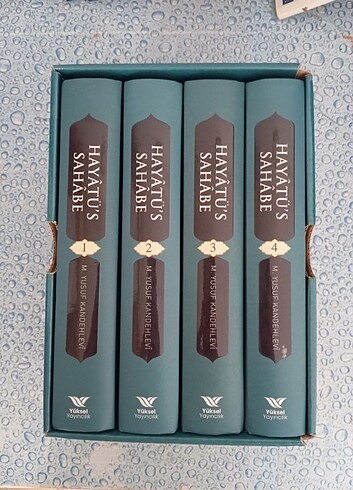 HAYÂTÜ'S
SAHÂBE
1
M. YUSUF KANDEHLEVÎ
Yüksel
Yayıncılık
HAYÂTÜ'S
SAHÂBE
2
M. YUSUF KANDEHLEVÎ
Yüksel
Yayıncılık
HAYÂTÜ'S
SAHÂBE
3
M. YUSUF KANDEHLEVÎ
Yüksel
Yayıncılık
HAYÂTÜ'S
SAHÂBE
4
M. YUSUF KANDEHLEVÎ
Yüksel
Yayıncılık